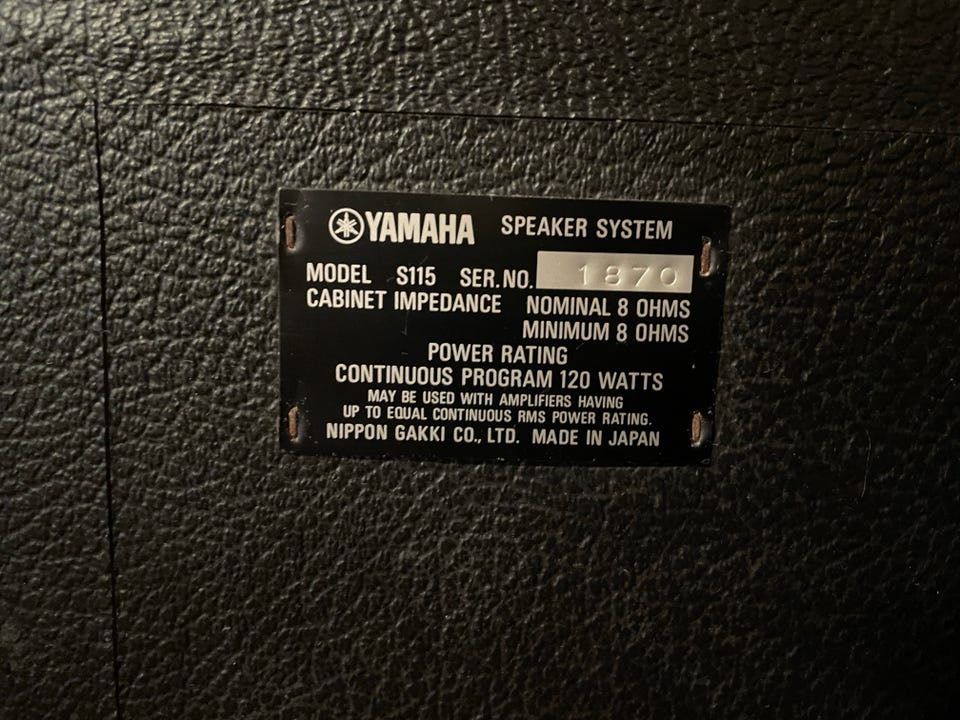 YAMAHA SPEAKER SYSTEM
MODEL S115 SER.NO. 1870
CABINET IMPEDANCE NOMINAL 8 OHMS
MINIMUM 8 OHMS
POWER RATING
CONTINUOUS PROGRAM 120 WATTS
MAY BE USED WITH AMPLIFIERS HAVING
UP TO EQUAL CONTINUOUS RMS POWER RATING.
NIPPON GAKKI CO., LTD. MADE IN JAPAN